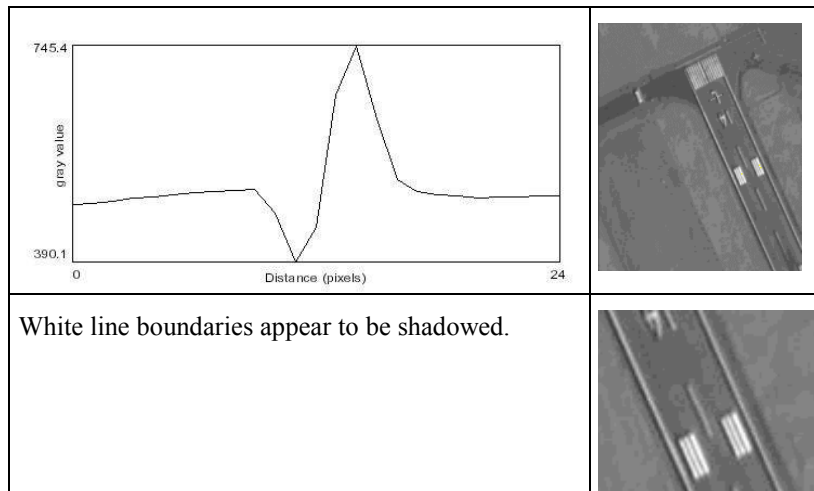 745.4
gray value
390.1
0
Distance (pixels)
24
White line boundaries appear to be shadowed.